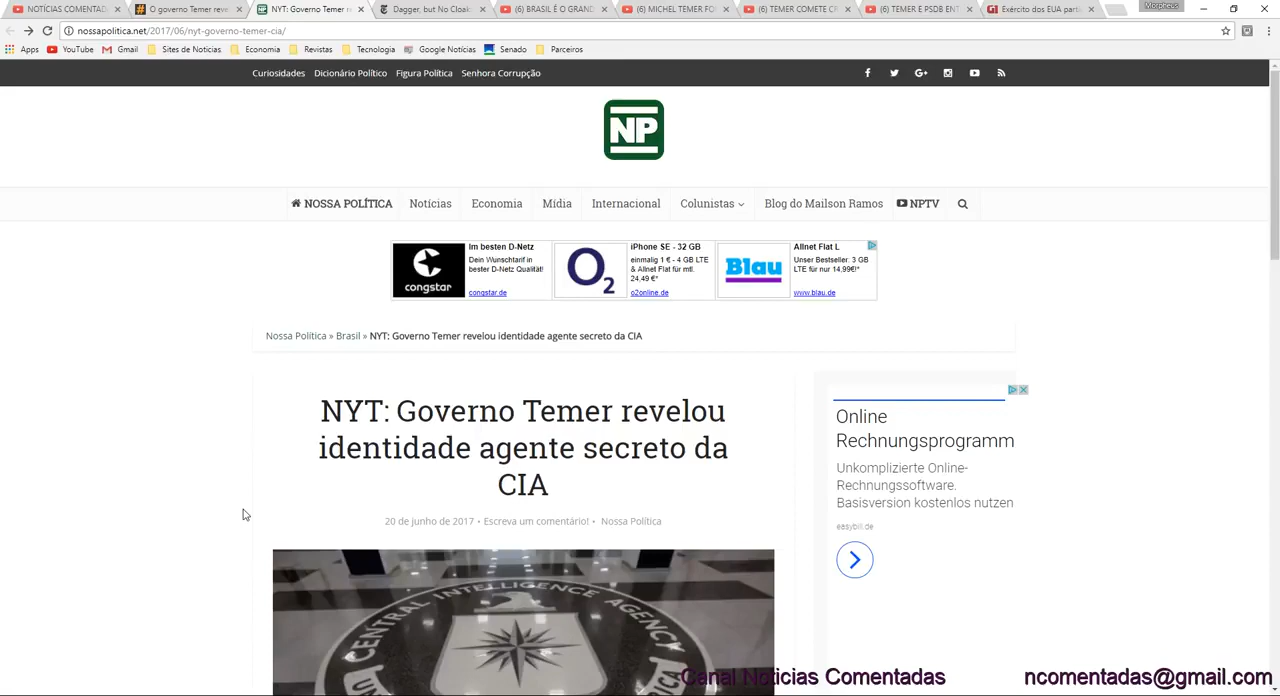 NOTÍCIAS COMENTAD
O governo Temer reve
NYT: Governo Temer r
Dagger, but No Cloak
(6) BRASIL É O GRAND
(6) MICHEL TEMER FO
(6) TEMER COMETE CR
(6) TEMER E PSDB ENT
Exército dos EUA parti
Morpheus
nossapolitica.net/2017/06/nyt-governo-temer-cia/
Apps YouTube Gmail Sites de Noticias Economia Revistas Tecnologia Google Notícias Senado Parceiros
Curiosidades Dicionário Político Figura Política Senhora Corrupção
NP
NOSSA POLÍTICA Notícias Economia Mídia Internacional Colunistas Blog do Mailson Ramos NPTV
congstar
Im besten D-Netz
Dein Wunschtarif in
bester D-Netz Qualität!
congstar.de
O2
iPhone SE - 32 GB
einmalig 1 € - 4 GB LTE
& Allnet Flat für mtl.
24,49 €*
o2online.de
Blau
Allnet Flat L
Unser Bestseller: 3 GB
LTE für nur 14,99€!*
www.blau.de
Nossa Política » Brasil » NYT: Governo Temer revelou identidade agente secreto da CIA
NYT: Governo Temer revelou
identidade agente secreto da
CIA
20 de junho de 2017 • Escreva um comentário! • Nossa Política
Online
Rechnungsprogramm
Unkomplizierte Online-
Rechnungssoftware.
Basisversion kostenlos nutzen
easybill.de
CENTRAL INTELLIGENCE AGENCY
Canal Noticias Comentadas
ncomentadas@gmail.com